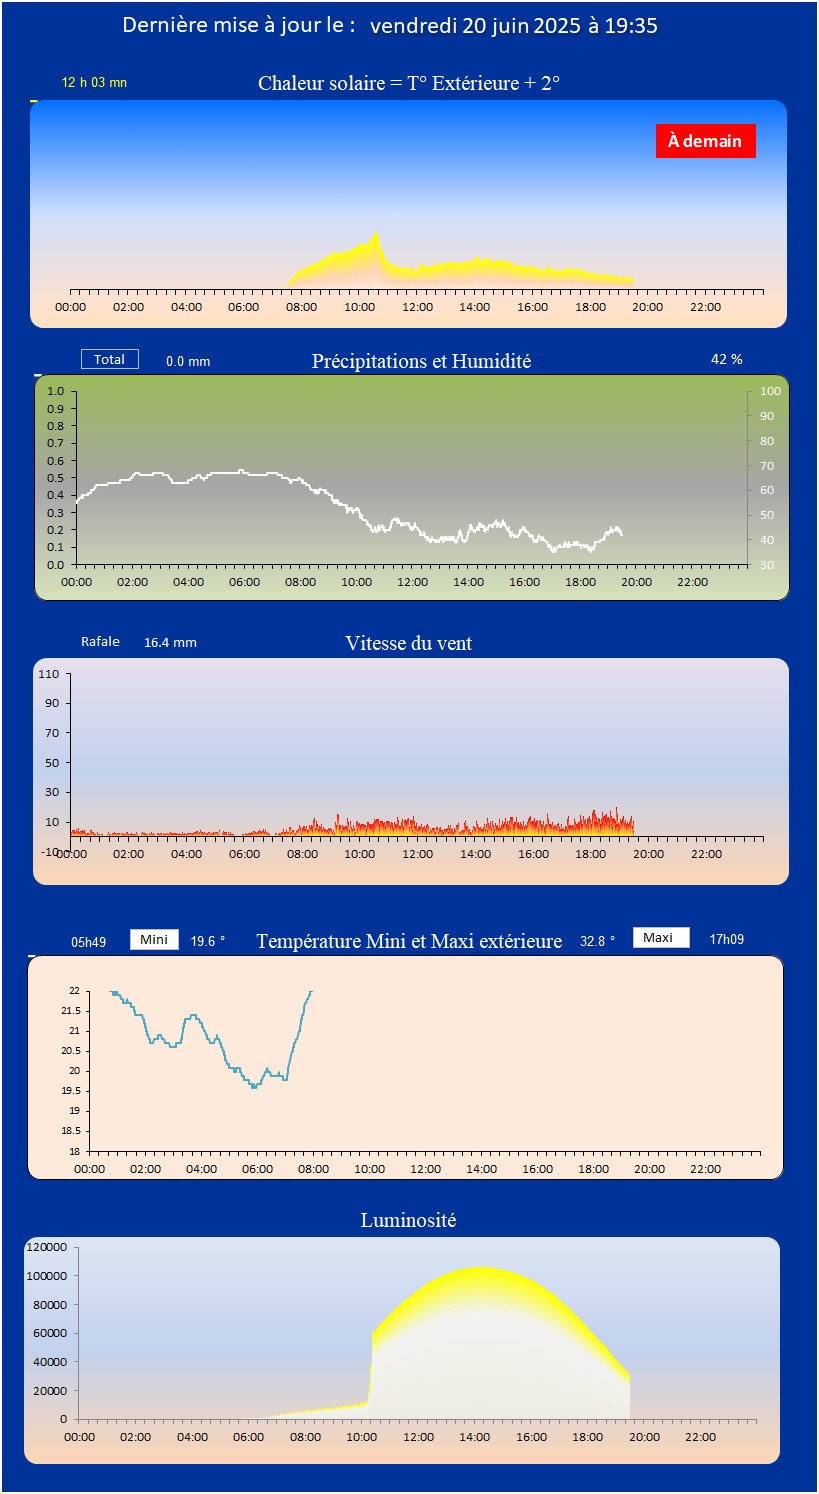 Dernière mise à jour le : vendredi 20 juin 2025 à 19:35
12 h 03 mn Chaleur solaire = T° Extérieure + 2°
À demain
00:00 02:00 04:00 06:00 08:00 10:00 12:00 14:00 16:00 18:00 20:00 22:00
Total 0.0 mm Précipitations et Humidité 42 %
1.0 100
0.9 90
0.8
0.7 80
0.6 70
0.5
0.4 60
0.3 50
0.2
0.1 40
0.0 30
00:00 02:00 04:00 06:00 08:00 10:00 12:00 14:00 16:00 18:00 20:00 22:00
Rafale 16.4 mm Vitesse du vent
110
90
70
50
30
10
-10
00:00 02:00 04:00 06:00 08:00 10:00 12:00 14:00 16:00 18:00 20:00 22:00
05h49 Mini 19.6 ° Température Mini et Maxi extérieure 32.8 ° Maxi 17h09
22
21.5
21
20.5
20
19.5
19
18.5
18
00:00 02:00 04:00 06:00 08:00 10:00 12:00 14:00 16:00 18:00 20:00 22:00
Luminosité
120000
100000
80000
60000
40000
20000
0
00:00 02:00 04:00 06:00 08:00 10:00 12:00 14:00 16:00 18:00 20:00 22:00